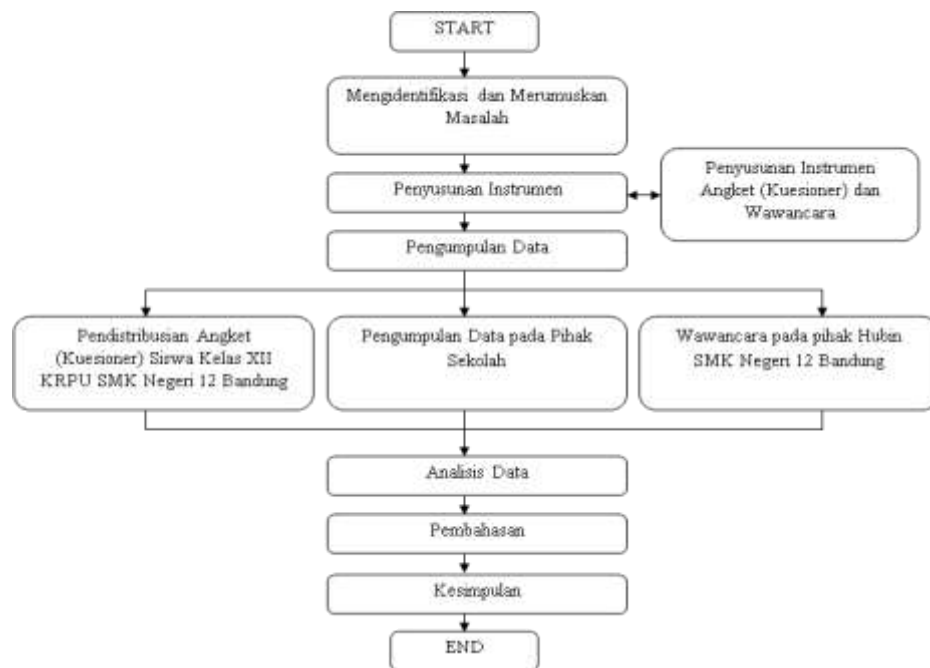 START
Mengidentifikasi dan Merumuskan
Masalah
Penyusunan Instrumen
Penyusunan Instrumen
Angket (Kuesioner) dan
Wawancara
Pengumpulan Data
Pendistribusian Angket
(Kuesioner) Siswa Kelas XII
KRPU SMK Negeri 12 Bandung
Pengumpulan Data pada Pihak
Sekolah
Wawancara pada pihak Hubin
SMK Negeri 12 Bandung
Analisis Data
Pembahasan
Kesimpulan
END